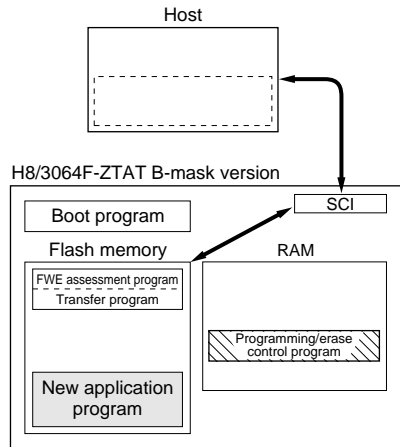 Host
H8/3064F-ZTAT B-mask version
SCI
Boot program
Flash memory
RAM
FWE assessment program
Transfer program
Programming/erase
control program
New application
program